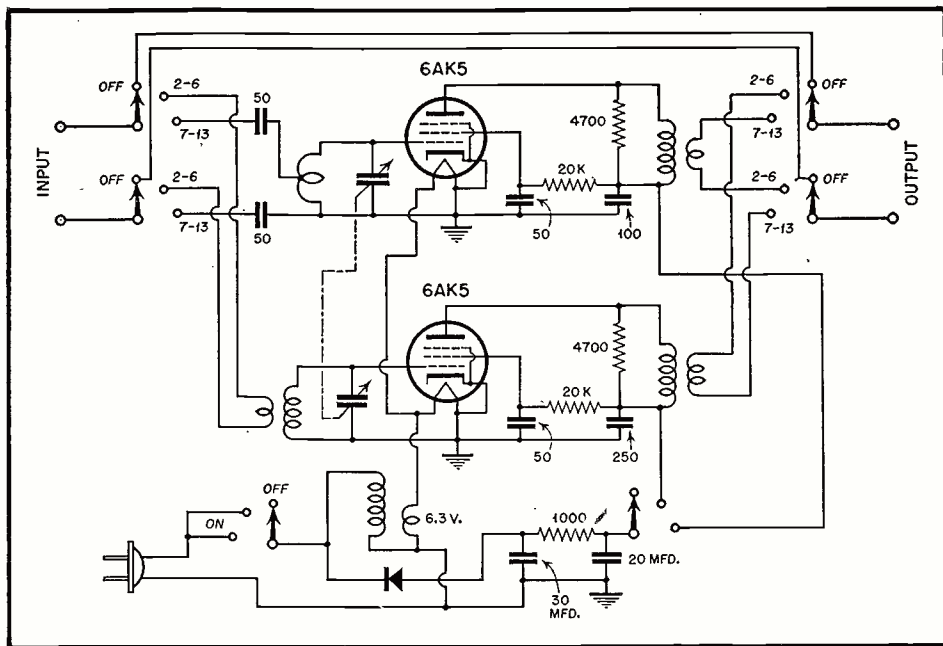 6AK5
OFF
2-6
50
7-13
INPUT
OFF
2-6
7-13
50
4700
20K
50
100
7-13
2-6
OFF
OFF
7-13
OUTPUT
6AK5
4700
20K
50
250
OFF
ON
6.3 V.
1000
30
MFD.
20 MFD.